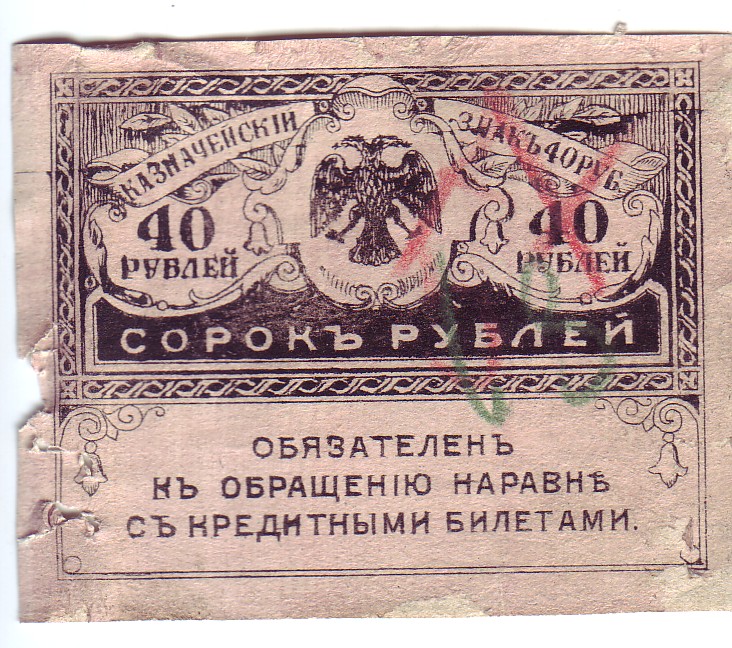 КАЗНАЧЕЙСКІЙ
ЗНАКЪ 40 РУБ.
40
РУБЛЕЙ
40
РУБЛЕЙ
СОРОКЪ РУБЛЕЙ
ОБЯЗАТЕЛЕНЪ
КЪ ОБРАЩЕНІЮ НАРАВНѢ
СЪ КРЕДИТНЫМИ БИЛЕТАМИ.